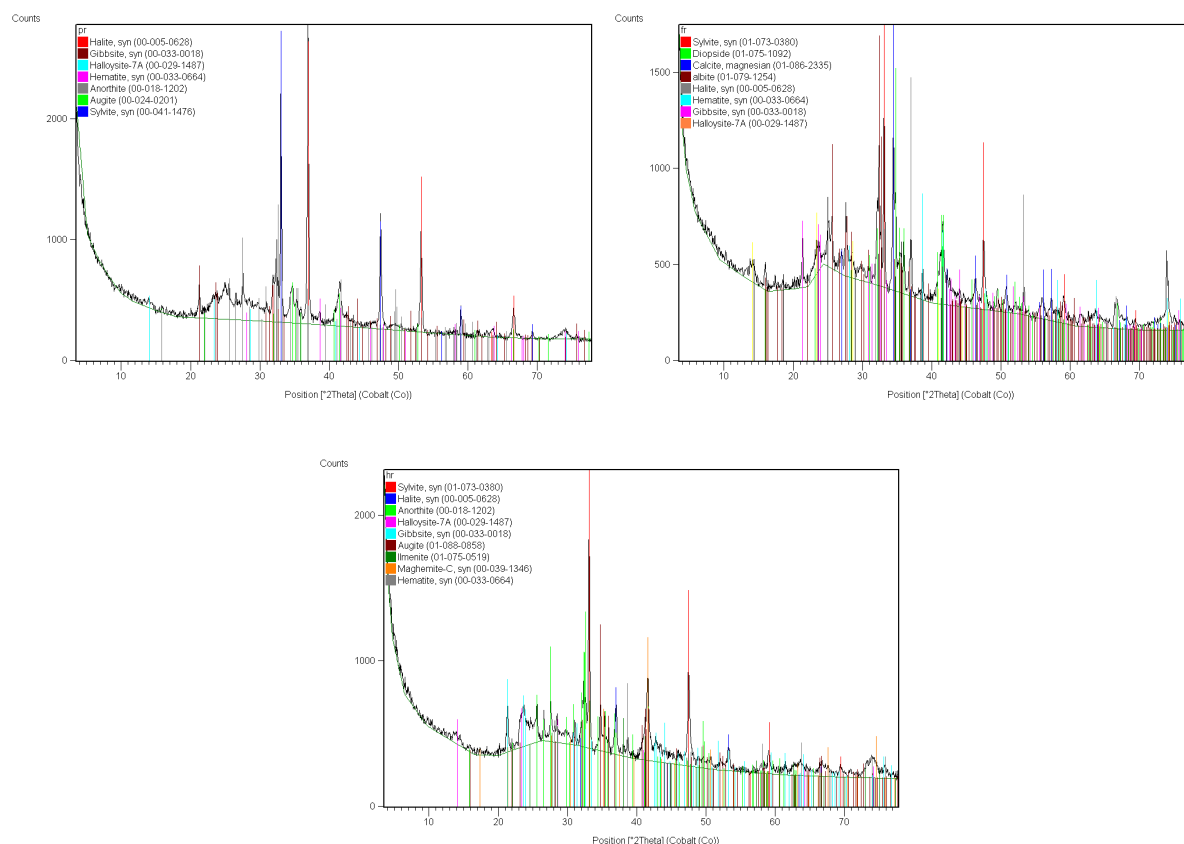 Counts
pr
Halite, syn (00-005-0628)
Gibbsite, syn (00-033-0018)
Halloysite-7A (00-029-1487)
Hematite, syn (00-033-0664)
Anorthite (00-018-1202)
Augite (00-024-0201)
Sylvite, syn (00-041-1476)
2000
1000
0
10 20 30 40 50 60 70
Position [°2Theta] (Cobalt (Co))
Counts
fr
Sylvite, syn (01-073-0380)
Diopside (01-075-1092)
Calcite, magnesian (01-086-2335)
albite (01-079-1254)
Halite, syn (00-005-0628)
Hematite, syn (00-033-0664)
Gibbsite, syn (00-033-0018)
Halloysite-7A (00-029-1487)
1500
1000
500
0
10 20 30 40 50 60 70
Position [°2Theta] (Cobalt (Co))
Counts
hr
Sylvite, syn (01-073-0380)
Halite, syn (00-005-0628)
Anorthite (00-018-1202)
Halloysite-7A (00-029-1487)
Gibbsite, syn (00-033-0018)
Augite (01-088-0858)
Ilmenite (01-075-0519)
Maghemite-C, syn (00-039-1346)
Hematite, syn (00-033-0664)
2000
1000
0
10 20 30 40 50 60 70
Position [°2Theta] (Cobalt (Co))